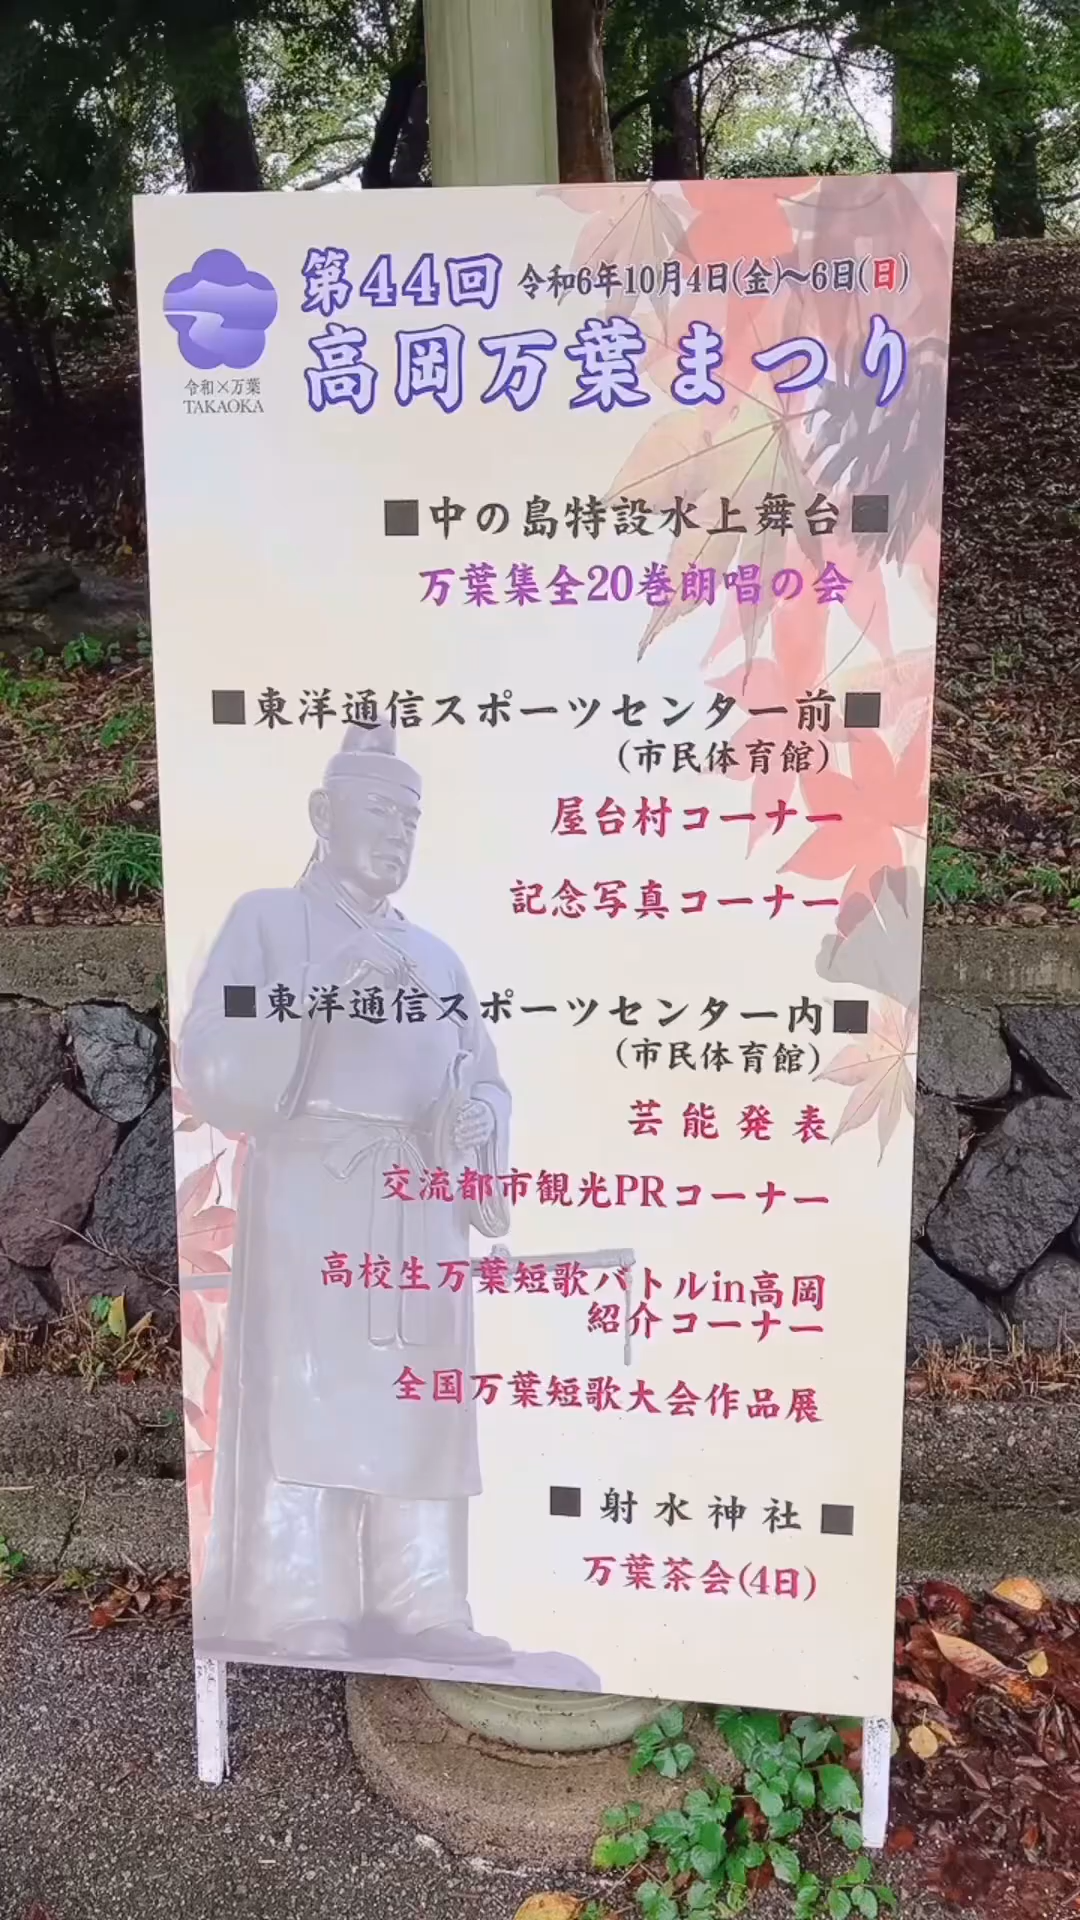 第44回 令和6年10月4日(金)～6日(日)
高岡万葉まつり
令和×万葉
TAKAOKA
■中の島特設水上舞台■
万葉集全20巻朗唱の会
■東洋通信スポーツセンター前■
(市民体育館)
屋台村コーナー
記念写真コーナー
■東洋通信スポーツセンター内■
(市民体育館)
芸能発表
交流都市観光PRコーナー
高校生万葉短歌バトルin高岡
紹介コーナー
全国万葉短歌大会作品展
■射水神社■
万葉茶会(4日)